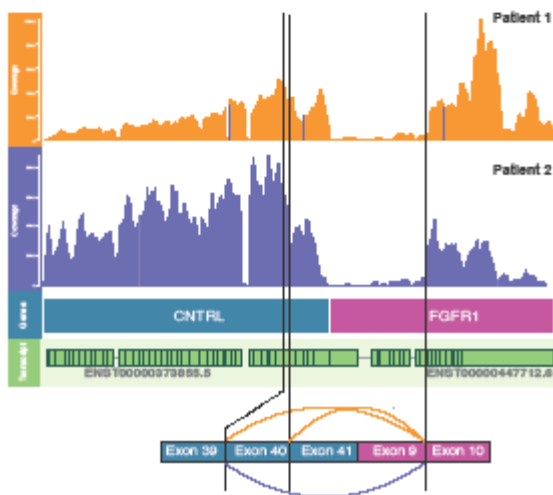 Patient 1
Coverage
Patient 2
Coverage
Genes
CNTRL
FGFR1
Transcript
ENST00000373855.5
ENST00000447712.6
Exon 39
Exon 40
Exon 41
Exon 9
Exon 10